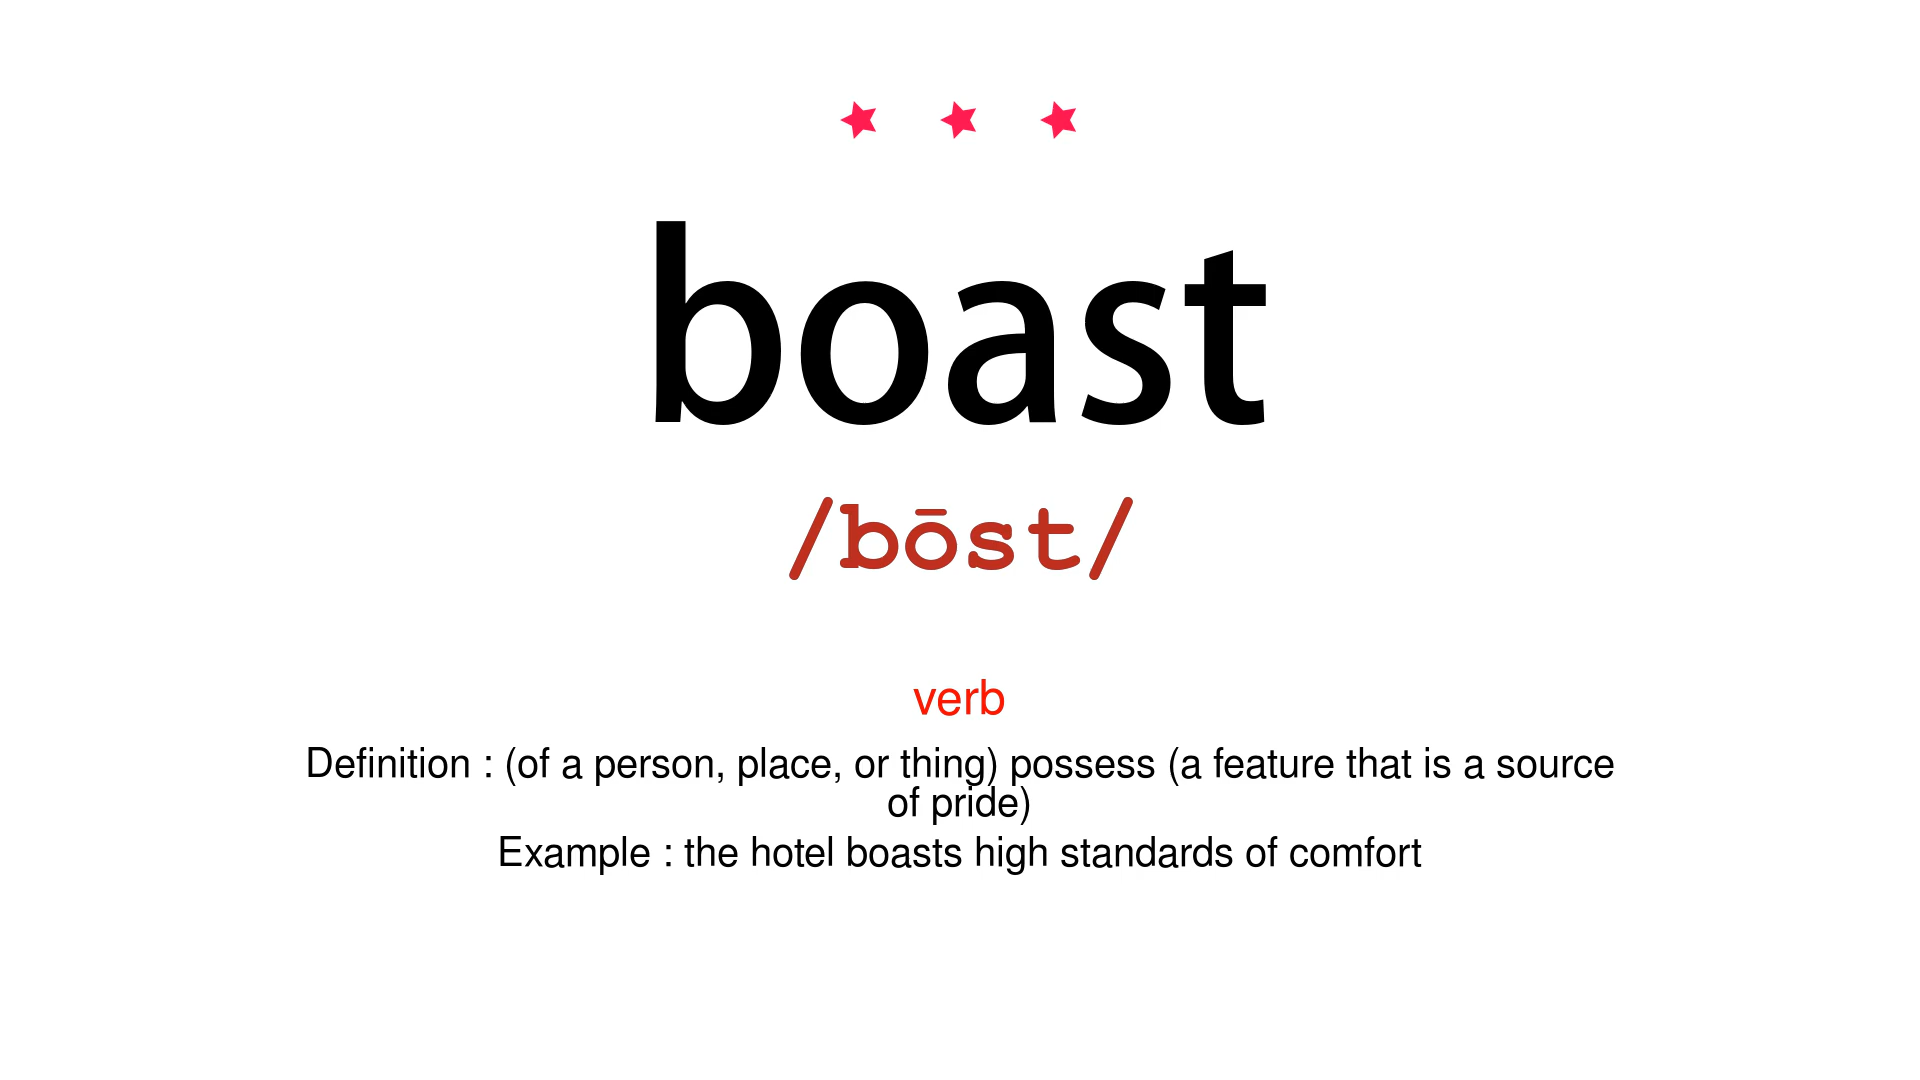 boast
/bōst/
verb
Definition : (of a person, place, or thing) possess (a feature that is a source
of pride)
Example : the hotel boasts high standards of comfort